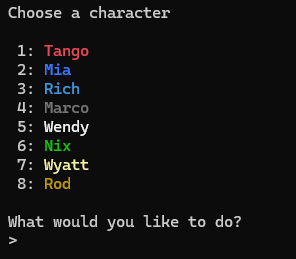 Choose a character
1: Tango
2: Mia
3: Rich
4: Marco
5: Wendy
6: Nix
7: Wyatt
8: Rod
What would you like to do?
>